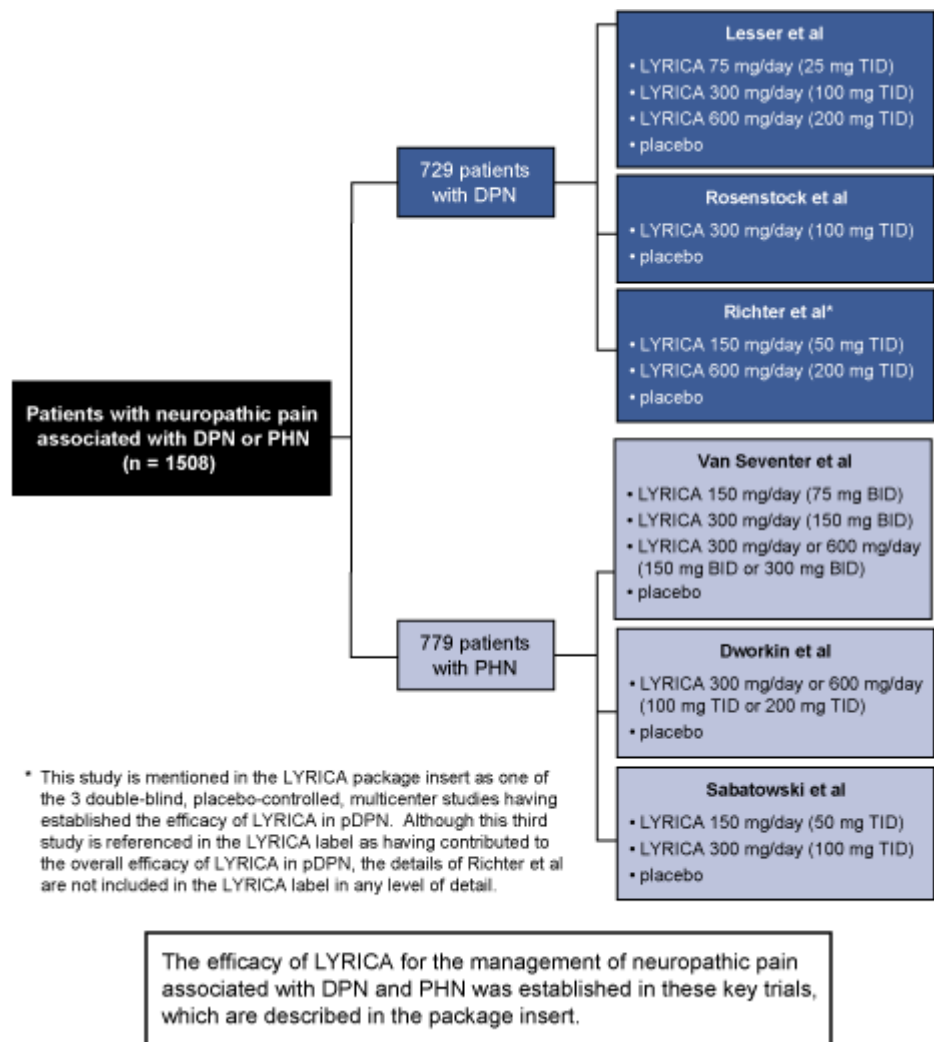 Lesser et al
• LYRICA 75 mg/day (25 mg TID)
• LYRICA 300 mg/day (100 mg TID)
• LYRICA 600 mg/day (200 mg TID)
• placebo
729 patients
with DPN
Rosenstock et al
• LYRICA 300 mg/day (100 mg TID)
• placebo
Richter et al*
• LYRICA 150 mg/day (50 mg TID)
• LYRICA 600 mg/day (200 mg TID)
• placebo
Patients with neuropathic pain
associated with DPN or PHN
(n = 1508)
Van Seventer et al
• LYRICA 150 mg/day (75 mg BID)
• LYRICA 300 mg/day (150 mg BID)
• LYRICA 300 mg/day or 600 mg/day
(150 mg BID or 300 mg BID)
• placebo
779 patients
with PHN
Dworkin et al
• LYRICA 300 mg/day or 600 mg/day
(100 mg TID or 200 mg TID)
• placebo
Sabatowski et al
• LYRICA 150 mg/day (50 mg TID)
• LYRICA 300 mg/day (100 mg TID)
• placebo
* This study is mentioned in the LYRICA package insert as one of
the 3 double-blind, placebo-controlled, multicenter studies having
established the efficacy of LYRICA in pDPN. Although this third
study is referenced in the LYRICA label as having contributed to
the overall efficacy of LYRICA in pDPN, the details of Richter et al
are not included in the LYRICA label in any level of detail.
The efficacy of LYRICA for the management of neuropathic pain
associated with DPN and PHN was established in these key trials,
which are described in the package insert.